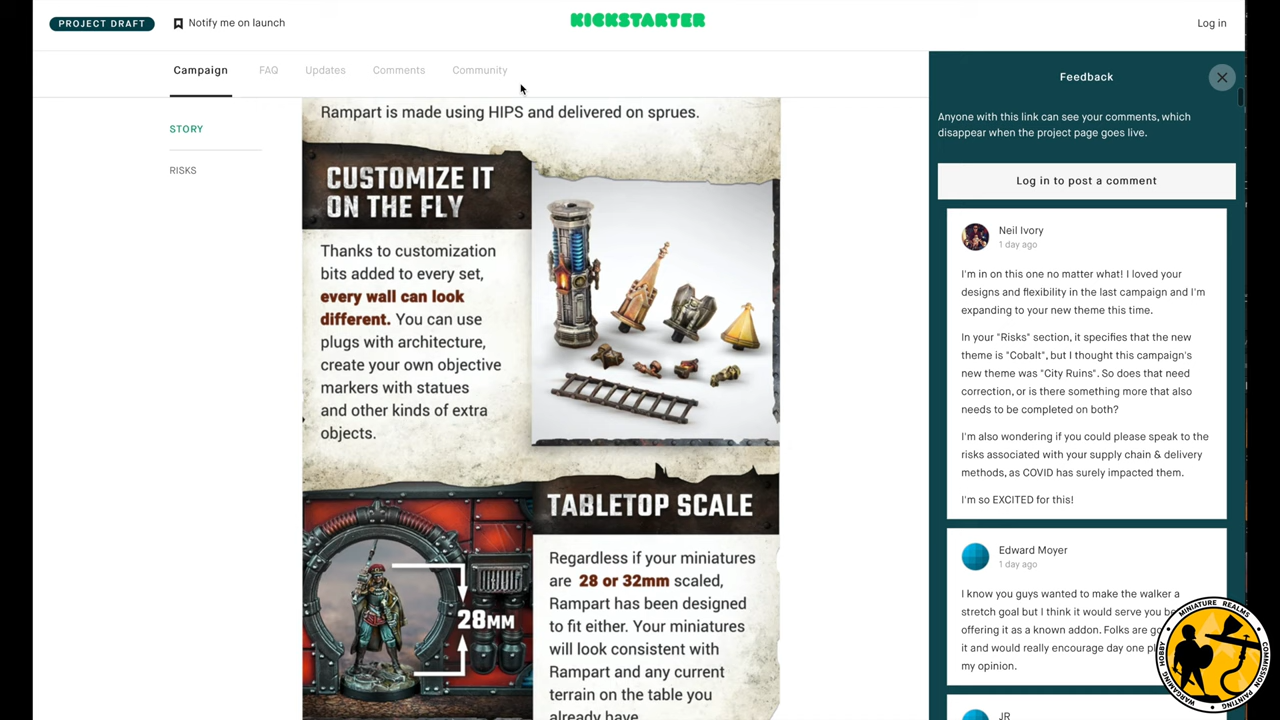 PROJECT DRAFT
Notify me on launch
KICKSTARTER
Log in
Campaign
FAQ
Updates
Comments
Community
STORY
RISKS
Rampart is made using HIPS and delivered on sprues.
CUSTOMIZE IT
ON THE FLY
Thanks to customization
bits added to every set,
every wall can look
different. You can use
plugs with architecture,
create your own objective
markers with statues
and other kinds of extra
objects.
TABLETOP SCALE
28MM
Regardless if your miniatures
are 28 or 32mm scaled,
Rampart has been designed
to fit either. Your miniatures
will look consistent with
Rampart and any current
terrain on the table you
already have.
Feedback
Anyone with this link can see your comments, which
disappear when the project page goes live.
Log in to post a comment
Neil Ivory
1 day ago
I'm in on this one no matter what! I loved your
designs and flexibility in the last campaign and I'm
expanding to your new theme this time.
In your "Risks" section, it specifies that the new
theme is "Cobalt", but I thought this campaign's
new theme was "City Ruins". So does that need
correction, or is there something more that also
needs to be completed on both?
I'm also wondering if you could please speak to the
risks associated with your supply chain & delivery
methods, as COVID has surely impacted them.
I'm so EXCITED for this!
Edward Moyer
1 day ago
I know you guys wanted to make the walker a
stretch goal but I think it would serve you
offering it as a known addon. Folks are
it and would really encourage day one
my opinion.
JR
MINIATURE REALMS
WARGAMING HOBBY
COMMISSION PAINTING